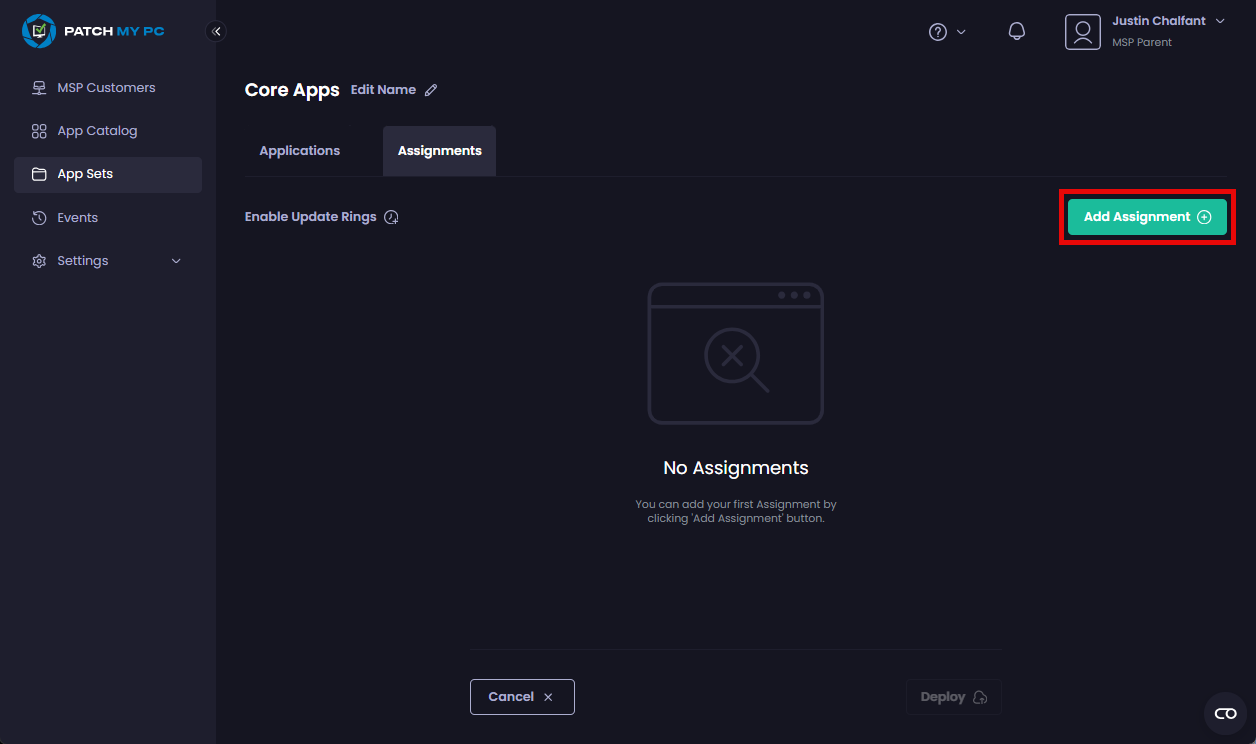 PATCH MY PC
Justin Chalfant
MSP Parent
MSP Customers
App Catalog
App Sets
Events
Settings
Core Apps Edit Name
Applications Assignments
Enable Update Rings Add Assignment
No Assignments
You can add your first Assignment by
clicking 'Add Assignment' button.
Cancel Deploy